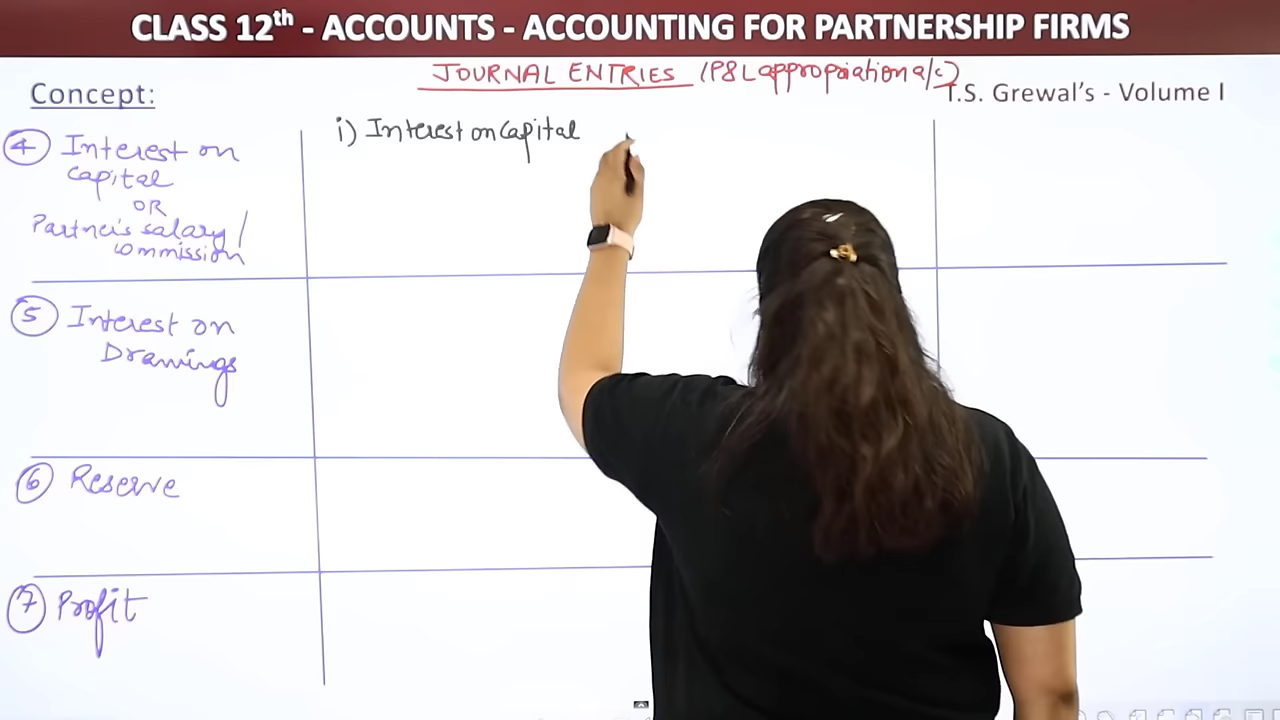 CLASS 12th - ACCOUNTS - ACCOUNTING FOR PARTNERSHIP FIRMS
JOURNAL ENTRIES (P&L appropriation a/c)
Concept:
T.S. Grewal's - Volume I
i) Interest on Capital
④ Interest on
Capital
OR
Partner's salary/
commission
⑤ Interest on
Drawings
⑥ Reserve
⑦ Profit